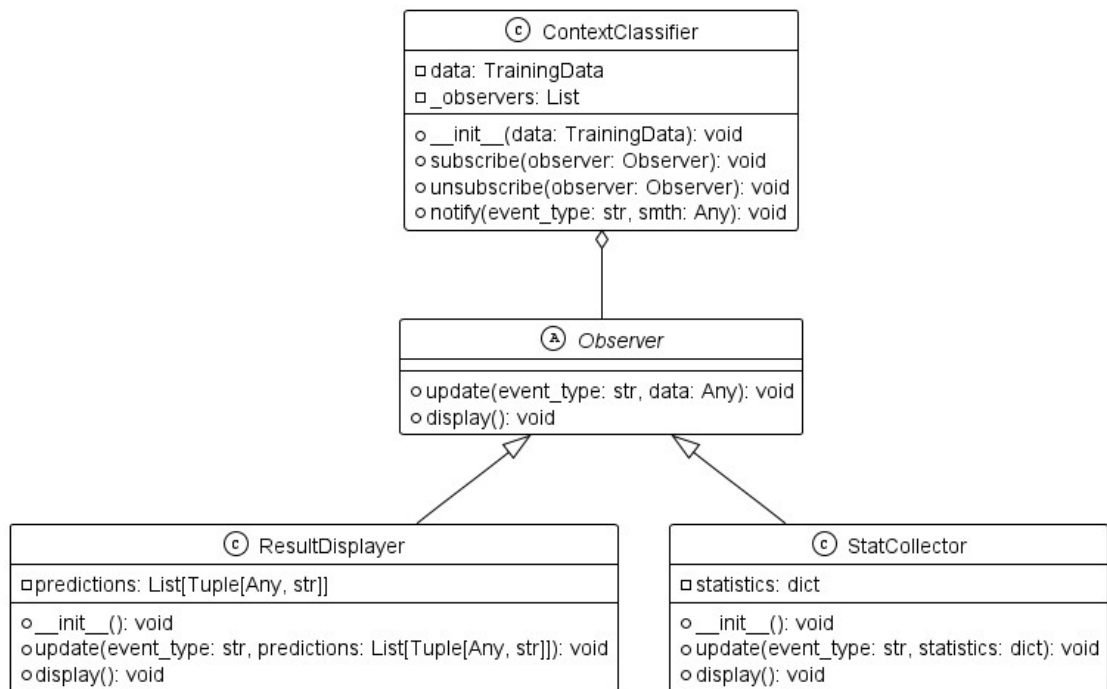 C ContextClassifier
data: TrainingData
_observers: List
__init__(data: TrainingData): void
subscribe(observer: Observer): void
unsubscribe(observer: Observer): void
notify(event_type: str, smth: Any): void
A Observer
update(event_type: str, data: Any): void
display(): void
C ResultDisplayer
predictions: List[Tuple[Any, str]]
__init__(): void
update(event_type: str, predictions: List[Tuple[Any, str]]): void
display(): void
C StatCollector
statistics: dict
__init__(): void
update(event_type: str, statistics: dict): void
display(): void